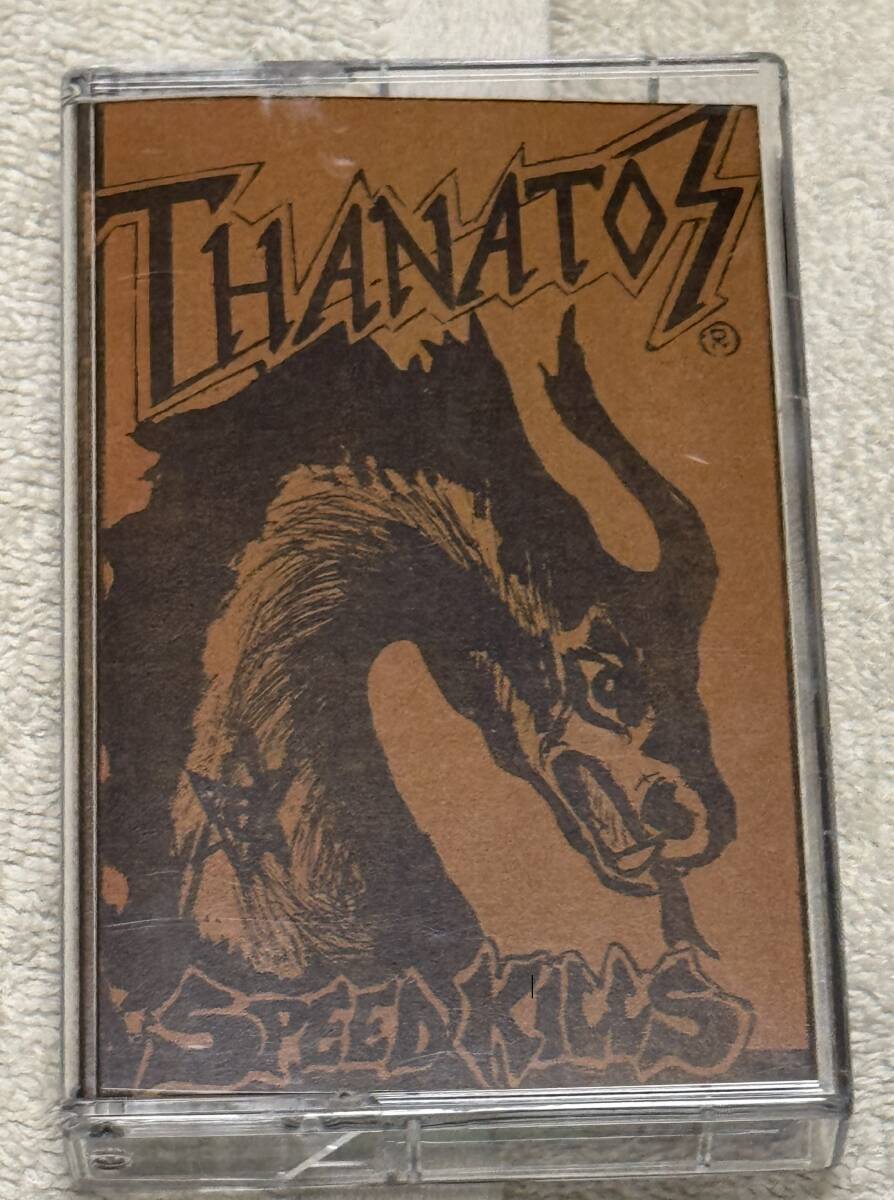 THANATOS
®
SPEED KILLS